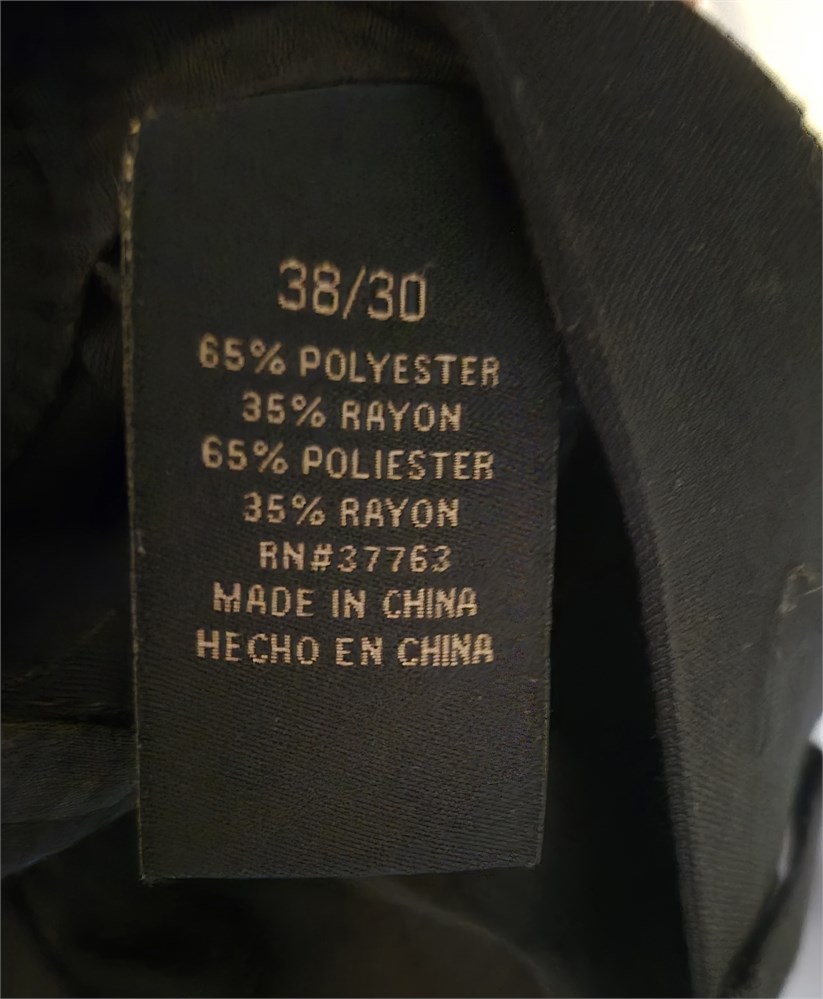 38/30
65% POLYESTER
35% RAYON
65% POLIESTER
35% RAYON
RN#37763
MADE IN CHINA
HECHO EN CHINA